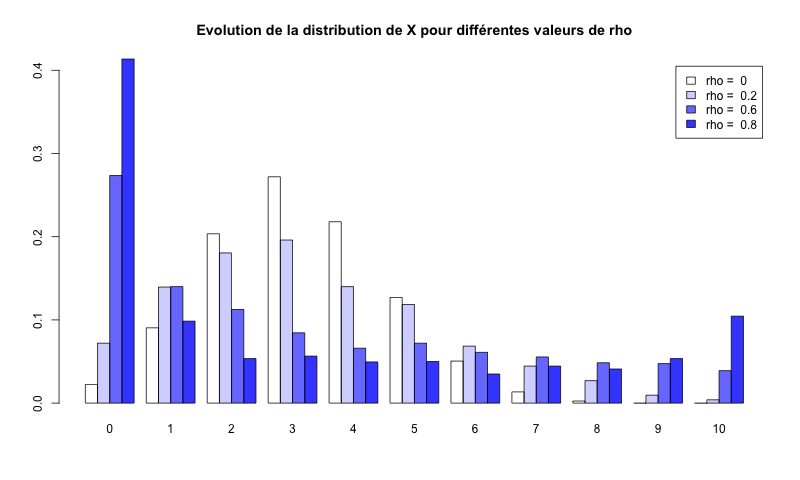 Evolution de la distribution de X pour différentes valeurs de rho
rho = 0
rho = 0.2
rho = 0.6
rho = 0.8
0.4
0.3
0.2
0.1
0.0
0 1 2 3 4 5 6 7 8 9 10